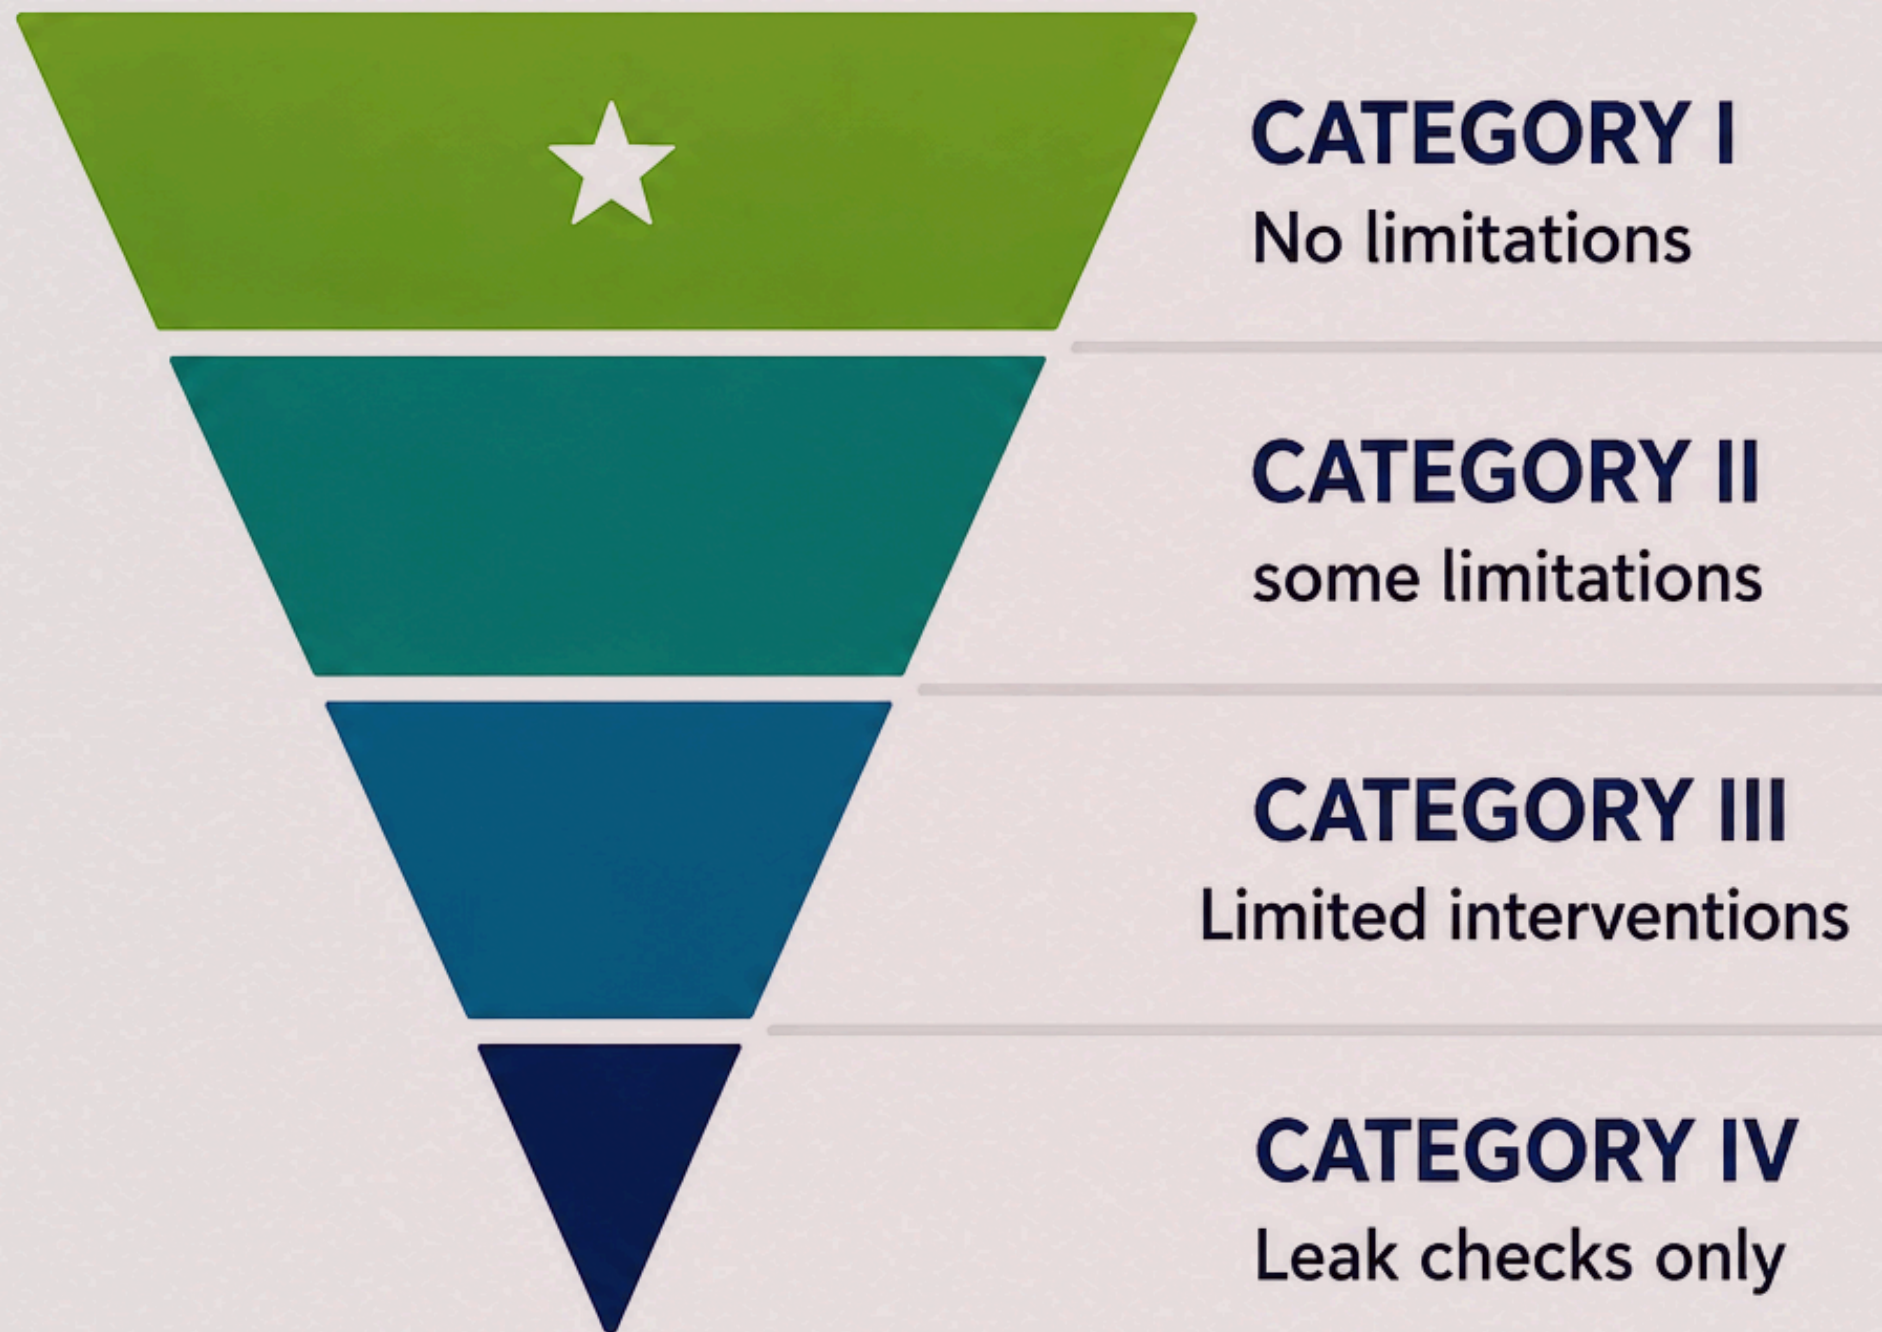 CATEGORY I
No limitations
CATEGORY II
some limitations
CATEGORY III
Limited interventions
CATEGORY IV
Leak checks only